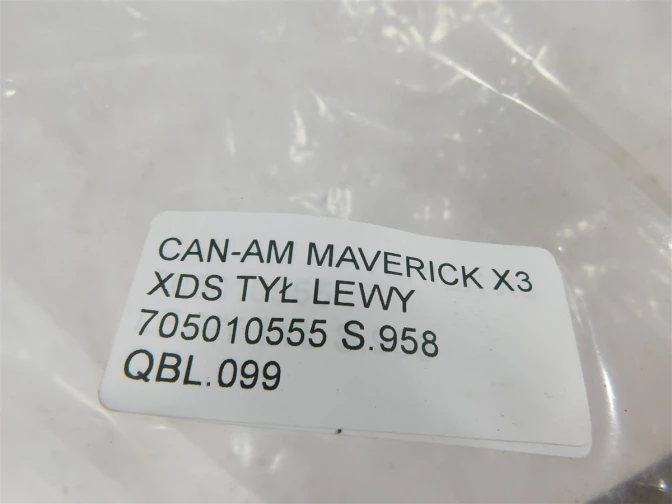 CAN-AM MAVERICK X3
XDS TYŁ LEWY
705010555 S.958
QBL.099